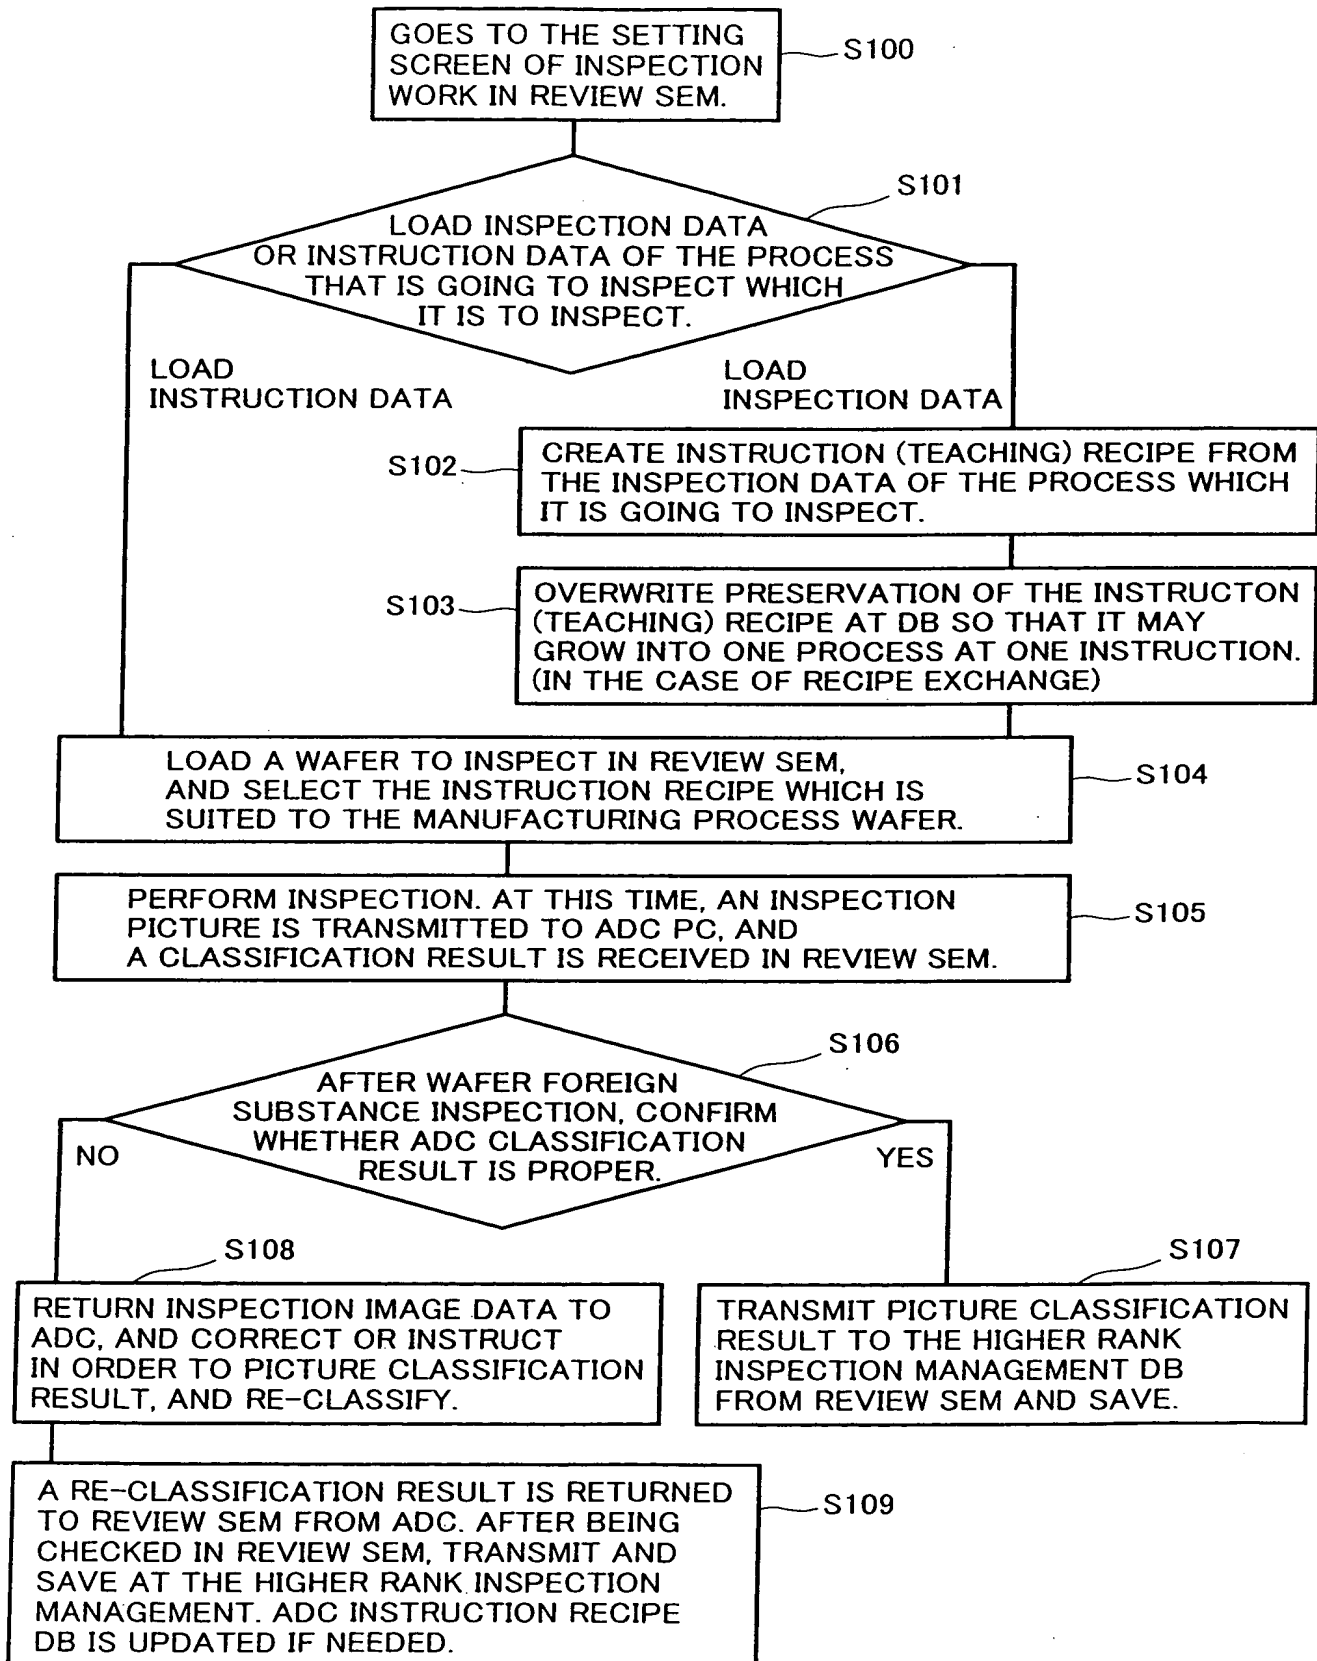 GOES TO THE SETTING
SCREEN OF INSPECTION
WORK IN REVIEW SEM.
S100
S101
LOAD INSPECTION DATA
OR INSTRUCTION DATA OF THE PROCESS
THAT IS GOING TO INSPECT WHICH
IT IS TO INSPECT.
LOAD
INSTRUCTION DATA
LOAD
INSPECTION DATA
S102
CREATE INSTRUCTION (TEACHING) RECIPE FROM
THE INSPECTION DATA OF THE PROCESS WHICH
IT IS GOING TO INSPECT.
S103
OVERWRITE PRESERVATION OF THE INSTRUCTON
(TEACHING) RECIPE AT DB SO THAT IT MAY
GROW INTO ONE PROCESS AT ONE INSTRUCTION.
(IN THE CASE OF RECIPE EXCHANGE)
LOAD A WAFER TO INSPECT IN REVIEW SEM,
AND SELECT THE INSTRUCTION RECIPE WHICH IS
SUITED TO THE MANUFACTURING PROCESS WAFER.
S104
PERFORM INSPECTION. AT THIS TIME, AN INSPECTION
PICTURE IS TRANSMITTED TO ADC PC, AND
A CLASSIFICATION RESULT IS RECEIVED IN REVIEW SEM.
S105
S106
AFTER WAFER FOREIGN
SUBSTANCE INSPECTION, CONFIRM
WHETHER ADC CLASSIFICATION
RESULT IS PROPER.
NO
YES
S108
RETURN INSPECTION IMAGE DATA TO
ADC, AND CORRECT OR INSTRUCT
IN ORDER TO PICTURE CLASSIFICATION
RESULT, AND RE-CLASSIFY.
S107
TRANSMIT PICTURE CLASSIFICATION
RESULT TO THE HIGHER RANK
INSPECTION MANAGEMENT DB
FROM REVIEW SEM AND SAVE.
A RE-CLASSIFICATION RESULT IS RETURNED
TO REVIEW SEM FROM ADC. AFTER BEING
CHECKED IN REVIEW SEM, TRANSMIT AND
SAVE AT THE HIGHER RANK INSPECTION
MANAGEMENT. ADC INSTRUCTION RECIPE
DB IS UPDATED IF NEEDED.
S109